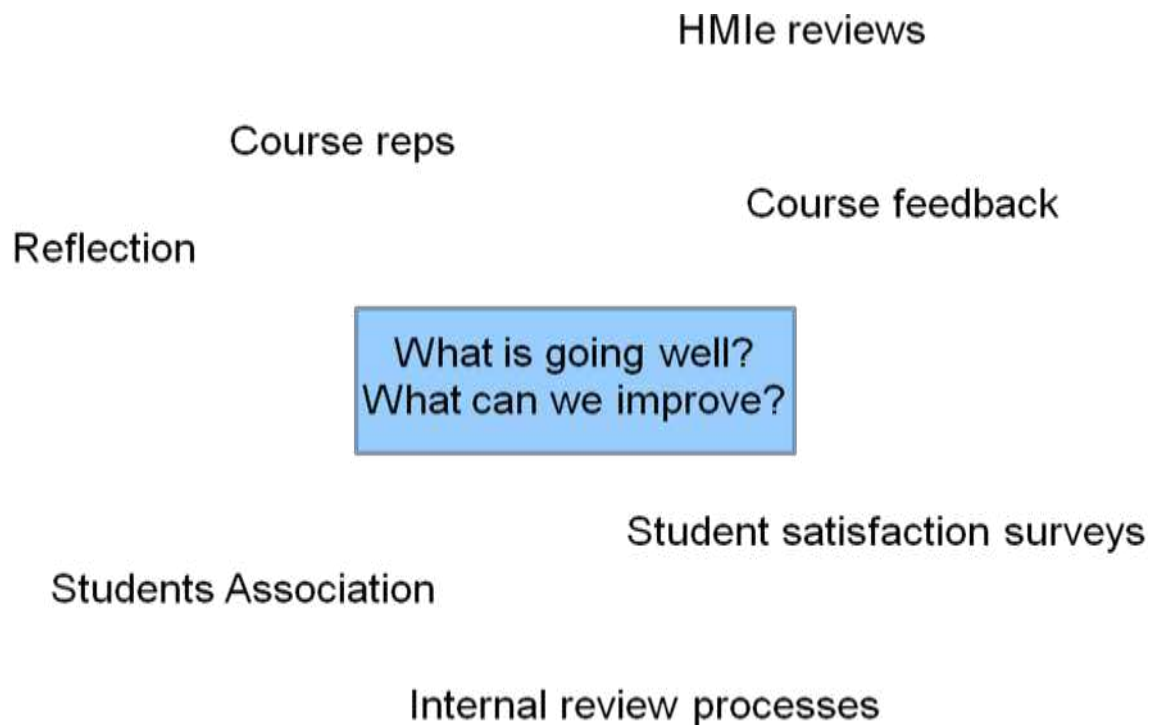 HMIe reviews
Course reps
Course feedback
Reflection
What is going well?
What can we improve?
Student satisfaction surveys
Students Association
Internal review processes